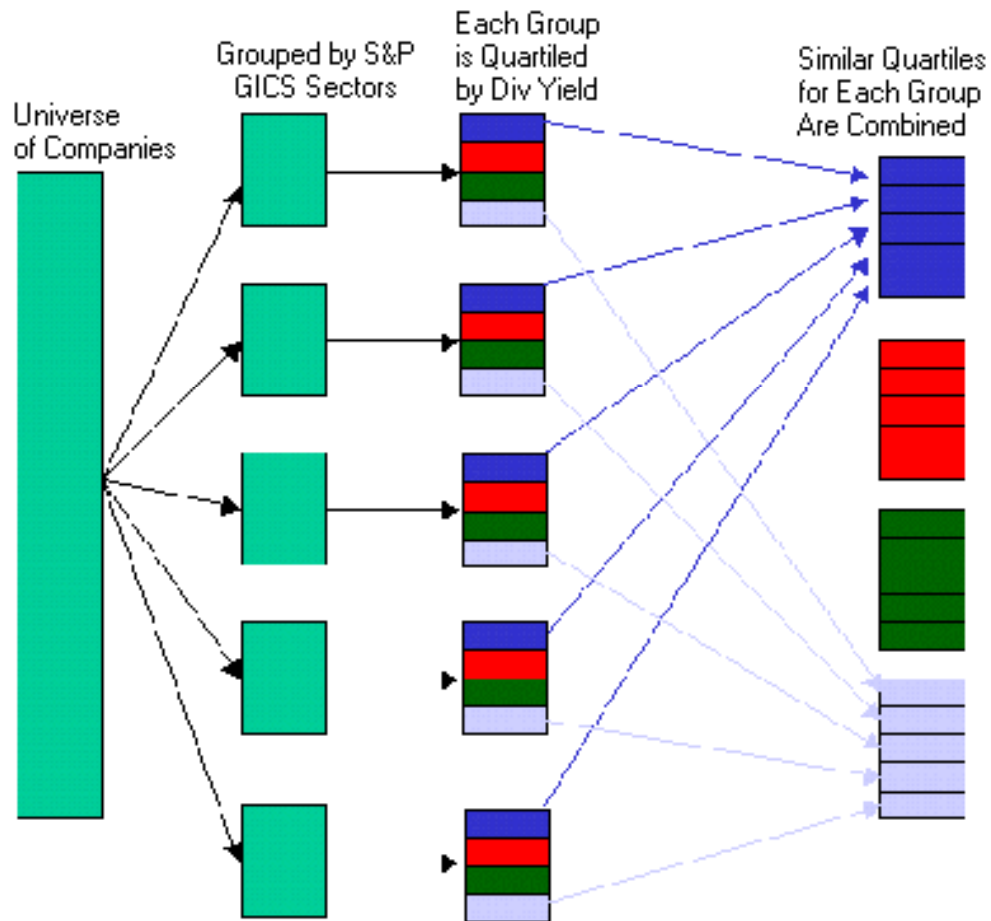 Universe
of Companies
Grouped by S&P
GICS Sectors
Each Group
is Quartiled
by Div Yield
Similar Quartiles
for Each Group
Are Combined